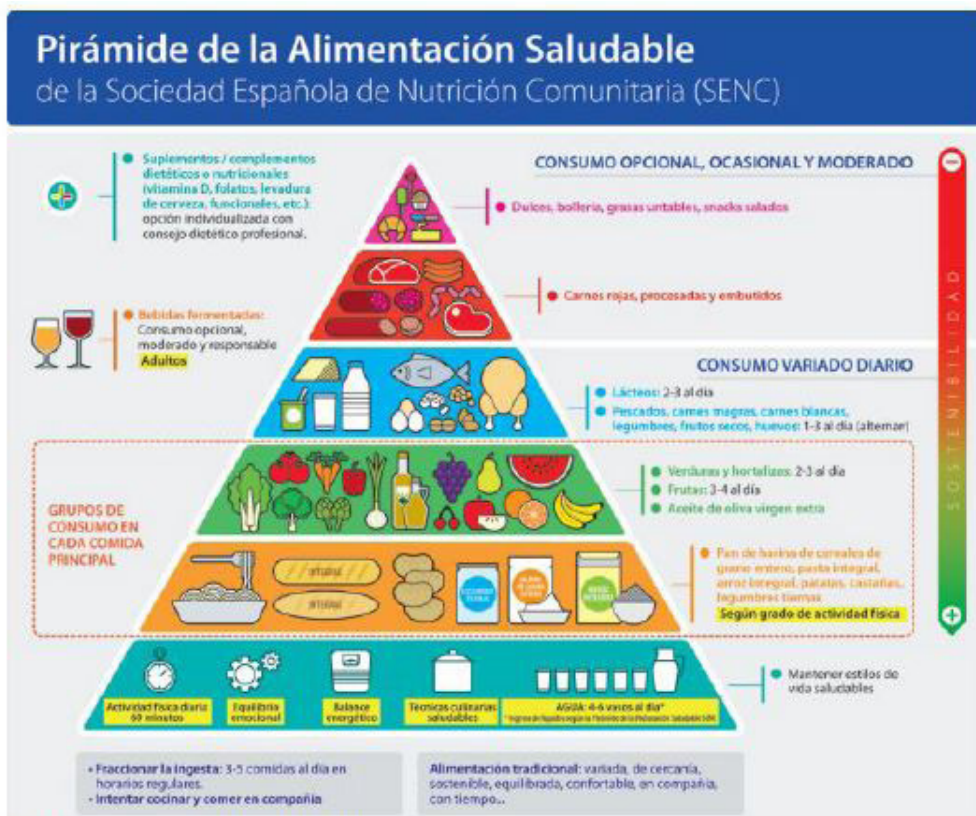 Pirámide de la Alimentación Saludable
de la Sociedad Española de Nutrición Comunitaria (SENC)
Suplementos / complementos
dietéticos o nutricionales
(vitamina D, folatos, levadura
de cerveza, funcionales, etc.):
opción individualizada con
consejo dietético profesional.
CONSUMO OPCIONAL, OCASIONAL Y MODERADO
Dulces, bollería, grasas untables, snacks salados
Carnes rojas, procesadas y embutidos
Bebidas fermentadas:
Consumo opcional,
moderado y responsable
Adultos
CONSUMO VARIADO DIARIO
Lácteos: 2-3 al día
Pescados, carnes magras, carnes blancas,
legumbres, frutos secos, huevos: 1-3 al día (alternar)
SOSTENIBILIDAD
GRUPOS DE
CONSUMO EN
CADA COMIDA
PRINCIPAL
Verduras y hortalizas: 2-3 al día
Frutas: 3-4 al día
Aceite de oliva virgen extra
INTEGRAL
INTEGRAL
Pan de harina de cereales de
grano entero, pasta integral,
arroz integral, patatas, castañas,
legumbres tiernas
Según grado de actividad física
Mantener estilos de
vida saludables
Actividad física diaria
60 minutos
Equilibrio
emocional
Balance
energético
Técnicas culinarias
saludables
AGUA: 4-6 vasos al día*
• Fraccionar la ingesta: 3-5 comidas al día en
horarios regulares.
• Intentar cocinar y comer en compañía
Alimentación tradicional: variada, de cercanía,
sostenible, equilibrada, confortable, en compañía,
con tiempo...